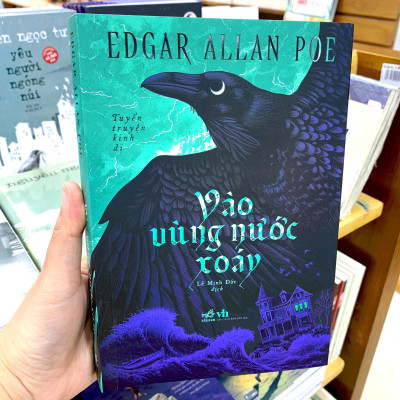 EDGAR ALLAN POE
Tuyển
truyện
kinh
dị
Vào
vùng nước
xoáy
(Lê Minh Đức
dịch)
yêu
người
ngóng
núi